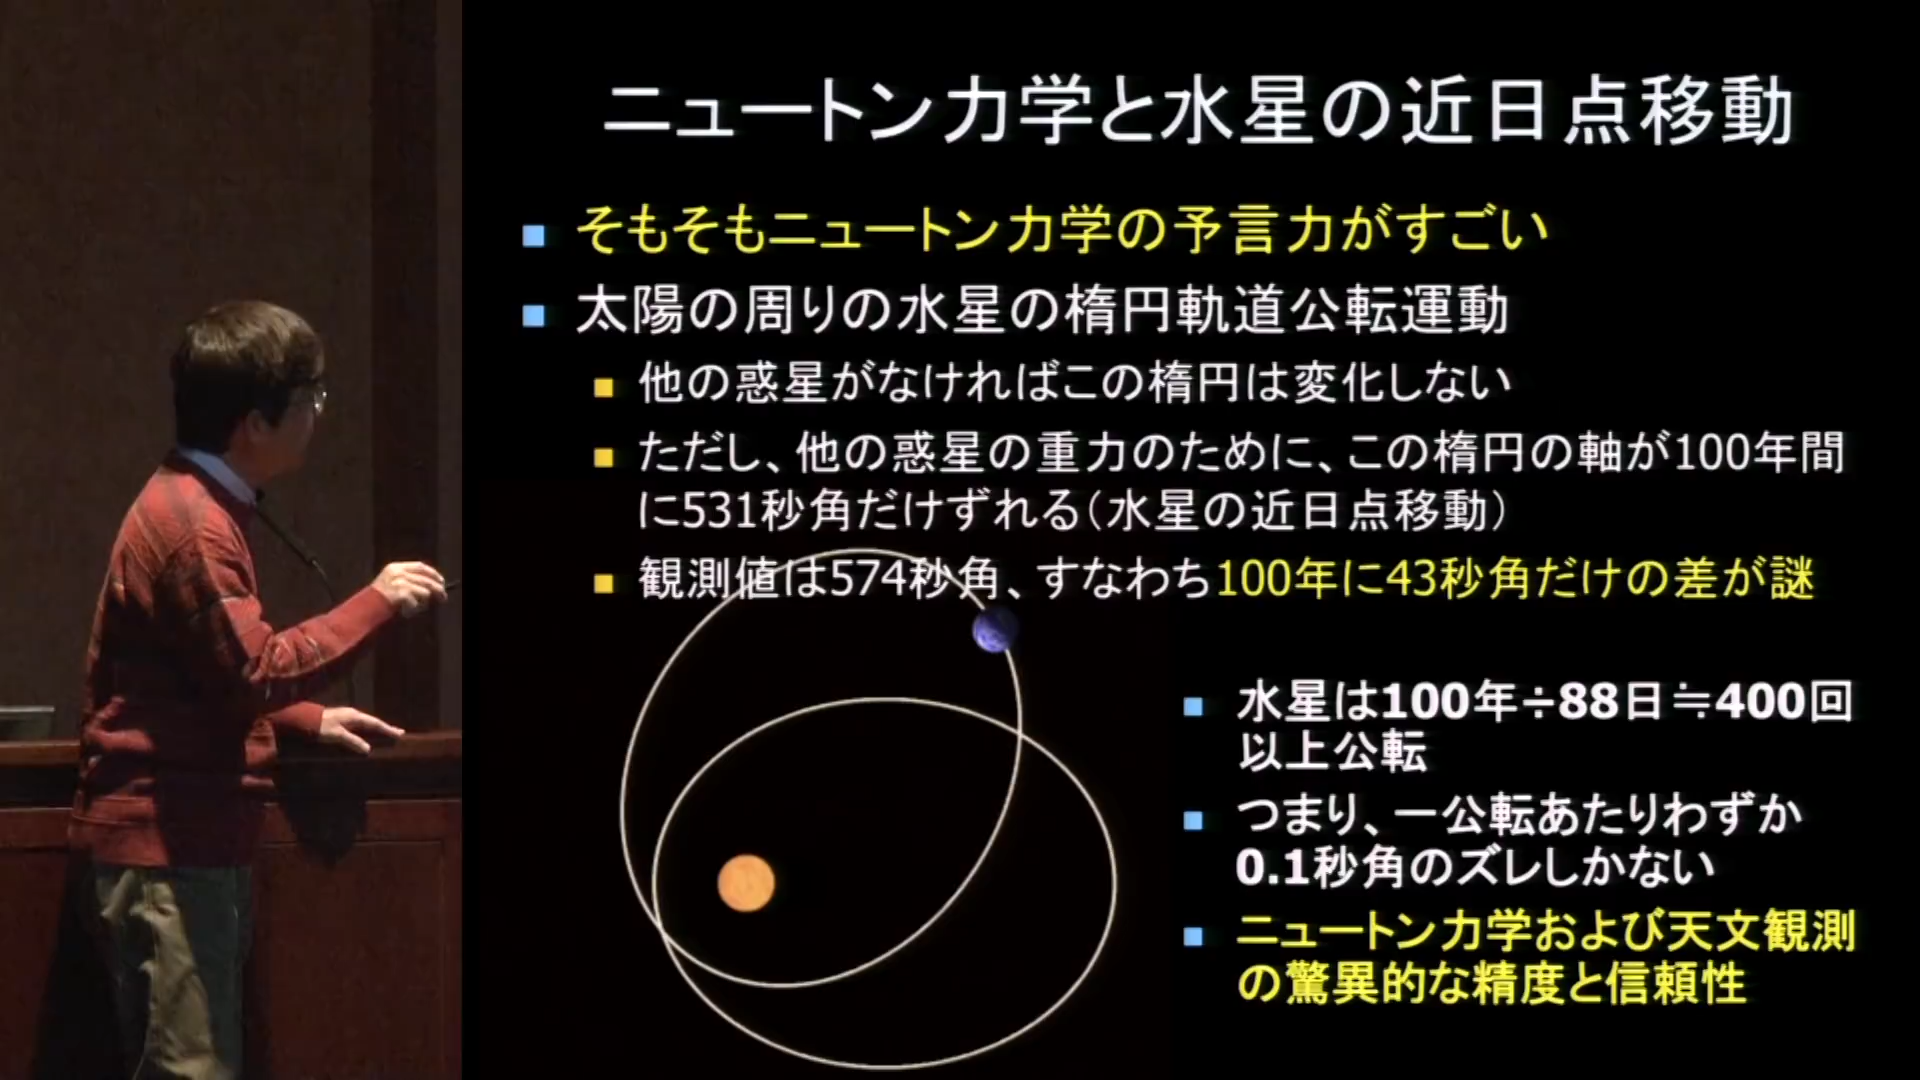 ニュートン力学と水星の近日点移動
そもそもニュートン力学の予言力がすごい
太陽の周りの水星の楕円軌道公転運動
他の惑星がなければこの楕円は変化しない
ただし、他の惑星の重力のために、この楕円の軸が100年間
に531秒角だけずれる(水星の近日点移動)
観測値は574秒角、すなわち100年に43秒角だけの差が謎
水星は100年÷88日≒400回
以上公転
つまり、一公転あたりわずか
0.1秒角のズレしかない
ニュートン力学および天文観測
の驚異的な精度と信頼性